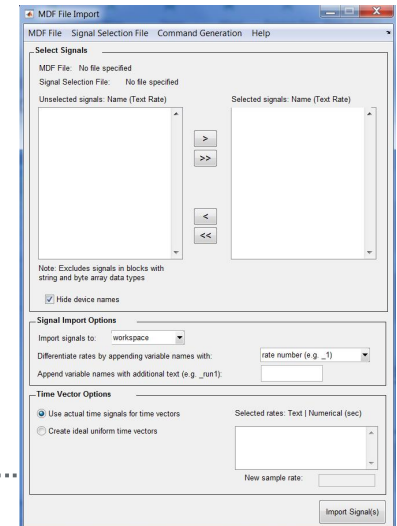 MDF File Import
MDF File Signal Selection File Command Generation Help
Select Signals
MDF File: No file specified
Signal Selection File: No file specified
Unselected signals: Name (Text Rate)
Selected signals: Name (Text Rate)
>
>>
<
<<
Note: Excludes signals in blocks with
string and byte array data types
Hide device names
Signal Import Options
Import signals to: workspace
Differentiate rates by appending variable names with: rate number (e.g. _1)
Append variable names with additional text (e.g. _run1):
Time Vector Options
Use actual time signals for time vectors
Create ideal uniform time vectors
Selected rates: Text | Numerical (sec)
New sample rate:
Import Signal(s)